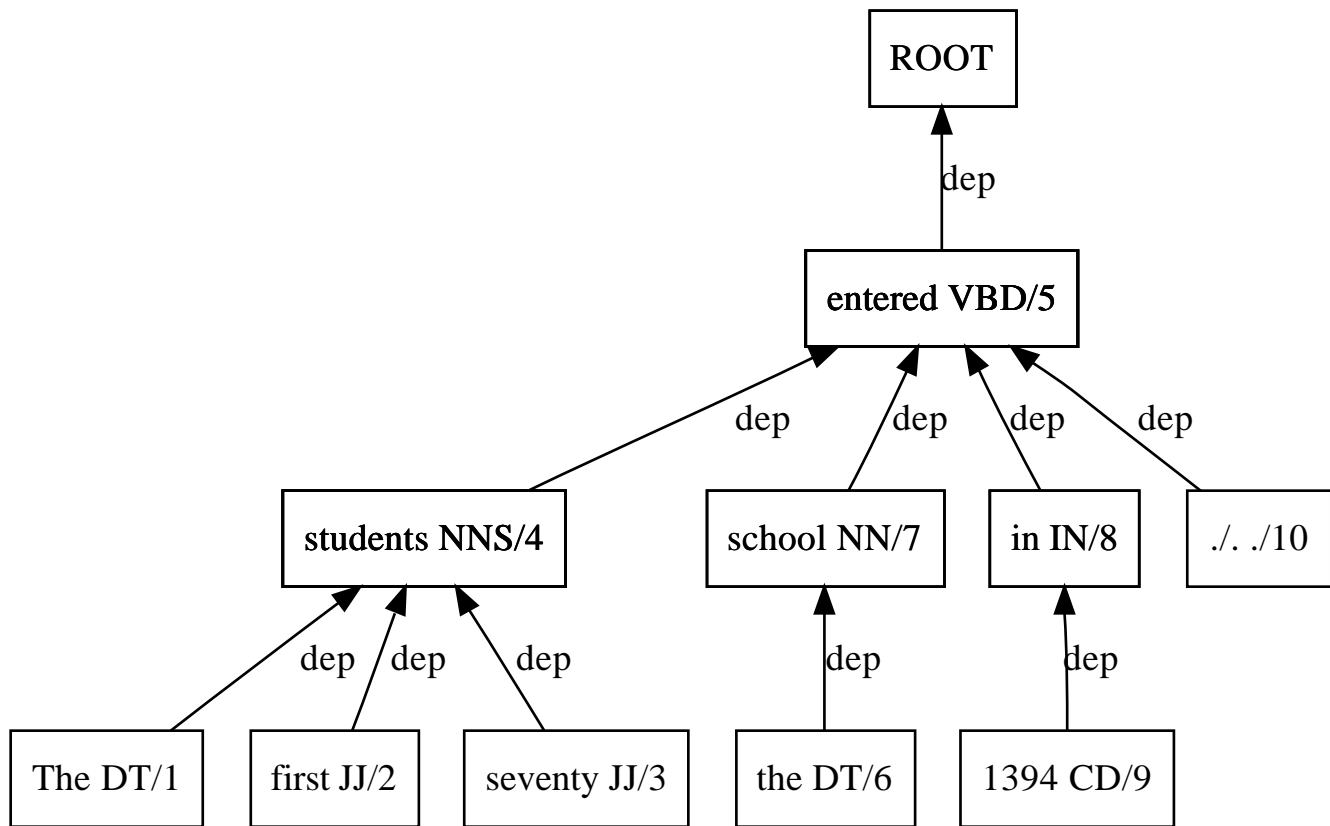 ROOT
dep
entered VBD/5
dep dep dep dep
students NNS/4 school NN/7 in IN/8 ./. ./10
dep dep dep dep dep
The DT/1 first JJ/2 seventy JJ/3 the DT/6 1394 CD/9